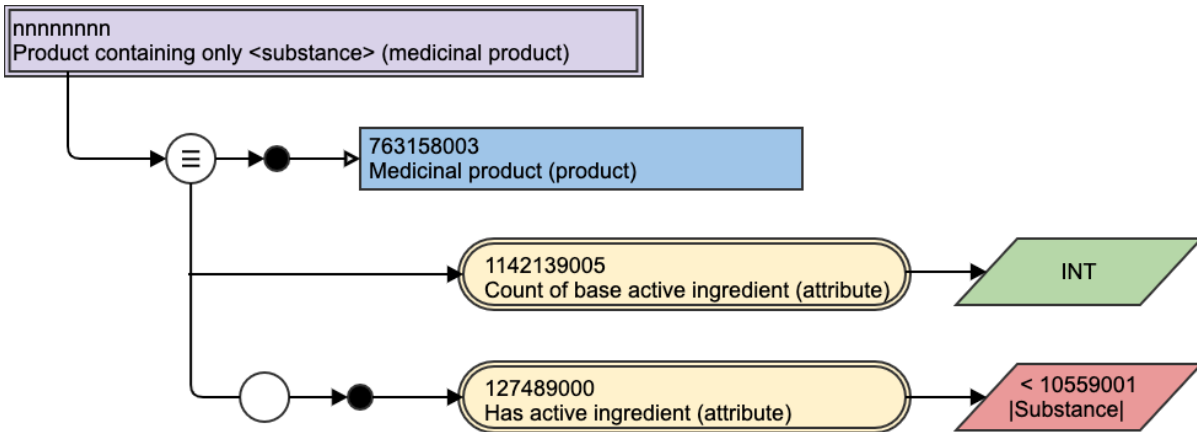 nnnnnnnn
Product containing only <substance> (medicinal product)
763158003
Medicinal product (product)
1142139005
Count of base active ingredient (attribute)
INT
127489000
Has active ingredient (attribute)
< 10559001
|Substance|